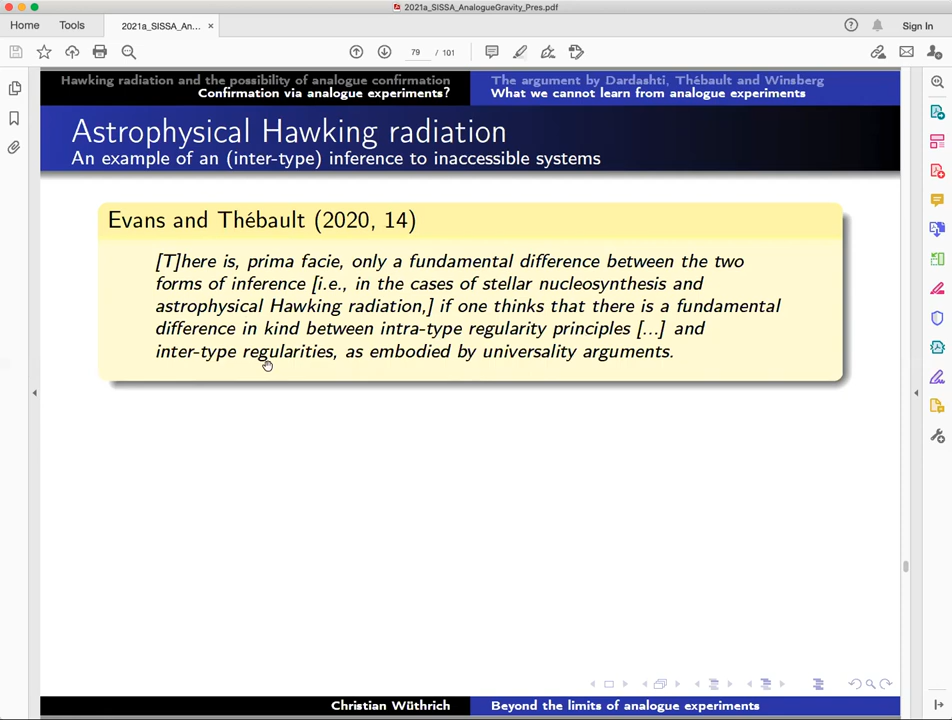 2021a_SISSA_AnalogueGravity_Pres.pdf
Home
Tools
2021a_SISSA_An...
×
Sign In
79 / 101
Hawking radiation and the possibility of analogue confirmation
Confirmation via analogue experiments?
The argument by Dardashti, Thébault and Winsberg
What we cannot learn from analogue experiments
Astrophysical Hawking radiation
An example of an (inter-type) inference to inaccessible systems
Evans and Thébault (2020, 14)
[T]here is, prima facie, only a fundamental difference between the two
forms of inference [i.e., in the cases of stellar nucleosynthesis and
astrophysical Hawking radiation,] if one thinks that there is a fundamental
difference in kind between intra-type regularity principles [...] and
inter-type regularities, as embodied by universality arguments.
Christian Wüthrich
Beyond the limits of analogue experiments